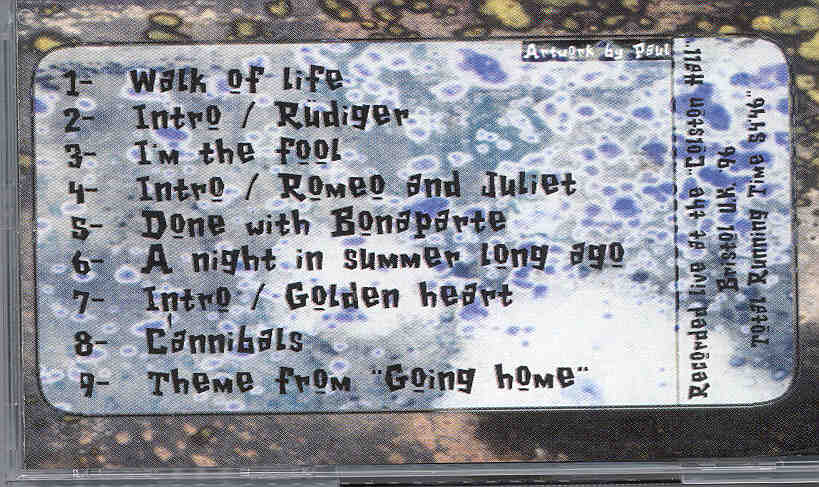 Artwork by Paul
1- Walk of life
2- Intro / Rüdiger
3- I'm the fool
4- Intro / Romeo and Juliet
5- Done with Bonaparte
6- A night in summer long ago
7- Intro / Golden heart
8- Cannibals
9- Theme from "Going home"
Recorded live at the "Colston Hall"
Bristol U.K. '96
Total Running Time 54'46"